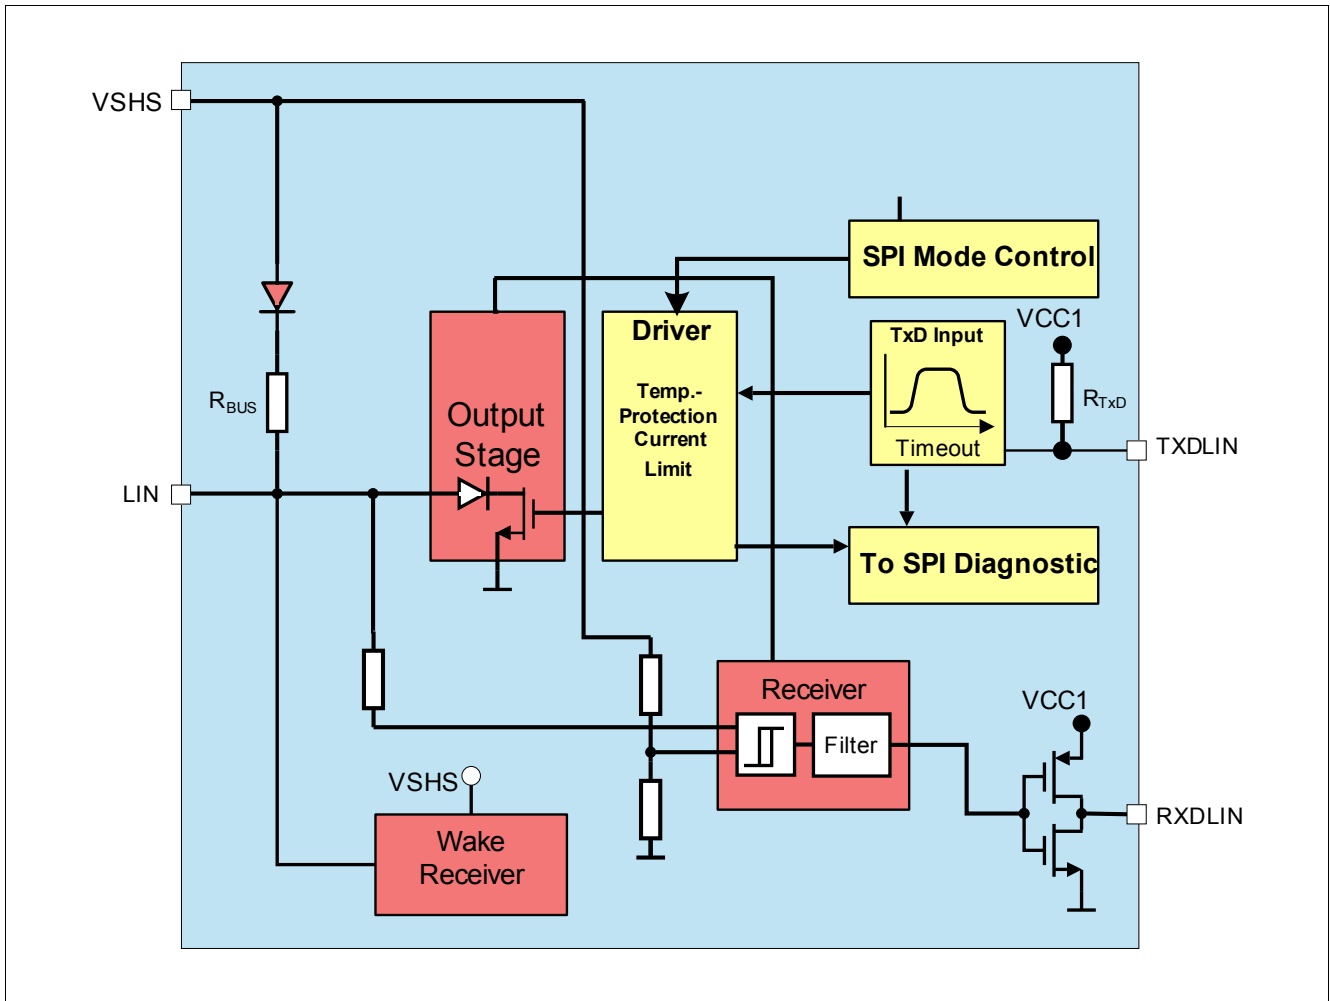 VSHS
SPI Mode Control
VCC1
Driver
TxD Input
Temp.-
Protection
Current
Limit
RBUS
RTxD
Output
Stage
Timeout
TXDLIN
LIN
To SPI Diagnostic
Receiver
VCC1
Filter
VSHS
RXDLIN
Wake
Receiver